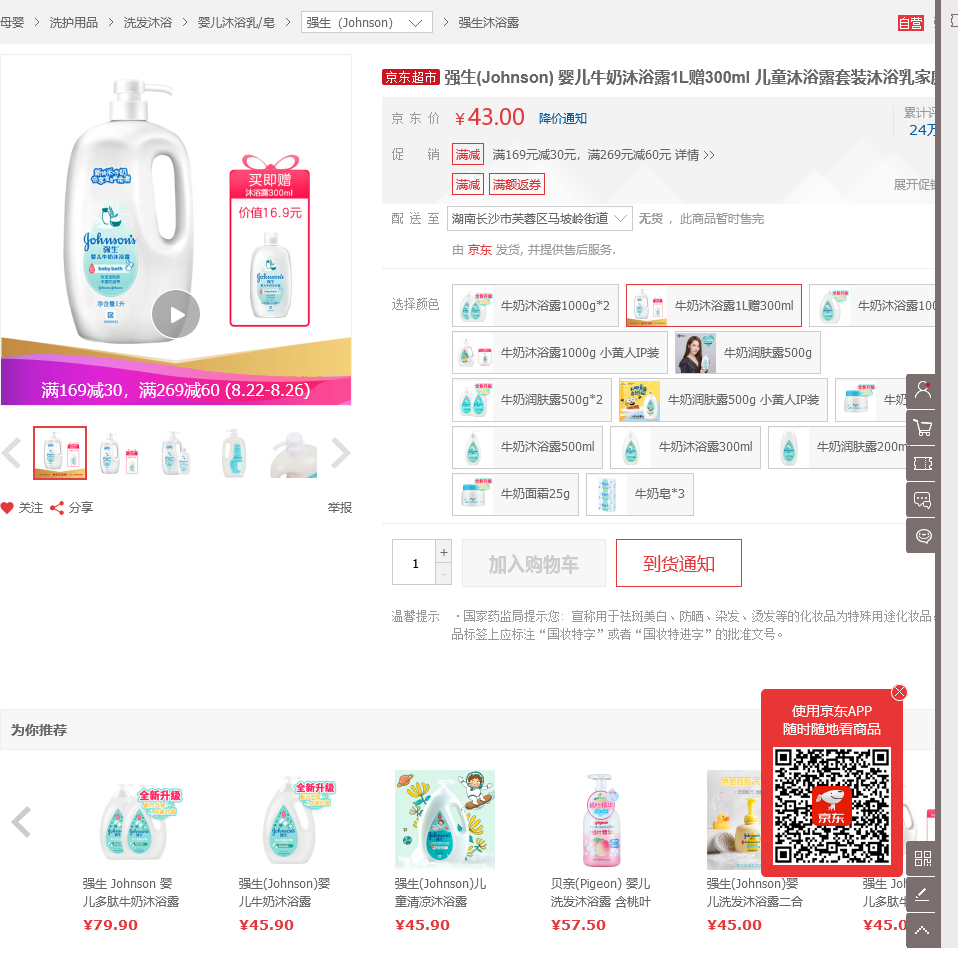 母婴 > 洗护用品 > 洗发沐浴 > 婴儿沐浴乳/皂 > 强生（Johnson） > 强生沐浴露
自营
京东超市 强生(Johnson) 婴儿牛奶沐浴露1L赠300ml 儿童沐浴露套装沐浴乳家
京东价 ￥43.00 降价通知
累计评
24万
促销 满减 满169元减30元，满269元减60元 详情 >>
满减 满额返券
展开促
配送至 湖南长沙市芙蓉区马坡岭街道 无货 ，此商品暂时售完
由 京东 发货, 并提供售后服务.
选择颜色 牛奶沐浴露1000g*2 牛奶沐浴露1L赠300ml 牛奶沐浴露100
牛奶沐浴露1000g 小黄人IP装 牛奶润肤露500g
牛奶润肤露500g*2 牛奶润肤露500g 小黄人IP装 牛奶
牛奶沐浴露500ml 牛奶沐浴露300ml 牛奶润肤露200m
牛奶面霜25g 牛奶皂*3
1 + - 加入购物车 到货通知
温馨提示 ·国家药监局提示您：宣称用于祛斑美白、防晒、染发、烫发等的化妆品为特殊用途化妆品
品标签上应标注“国妆特字”或者“国妆特进字”的批准文号。
Johnson's
强生
婴儿牛奶沐浴露
baby bath
净含量1升
买即赠
沐浴露300ml
价值16.9元
Johnson's
满169减30，满269减60 (8.22-8.26)
关注 分享 举报
为你推荐
使用京东APP
随时随地看商品
京东
全新升级
全新升级
Johnson's
pigeon
强生 Johnson 婴
儿多肽牛奶沐浴露
¥79.90
强生(Johnson)婴
儿牛奶沐浴露
¥45.90
强生(Johnson)儿
童清凉沐浴露
¥45.90
贝亲(Pigeon) 婴儿
洗发沐浴露 含桃叶
¥57.50
强生(Johnson)婴
儿洗发沐浴露二合
¥45.00
强生 Joh
儿多肽牛
¥45.0